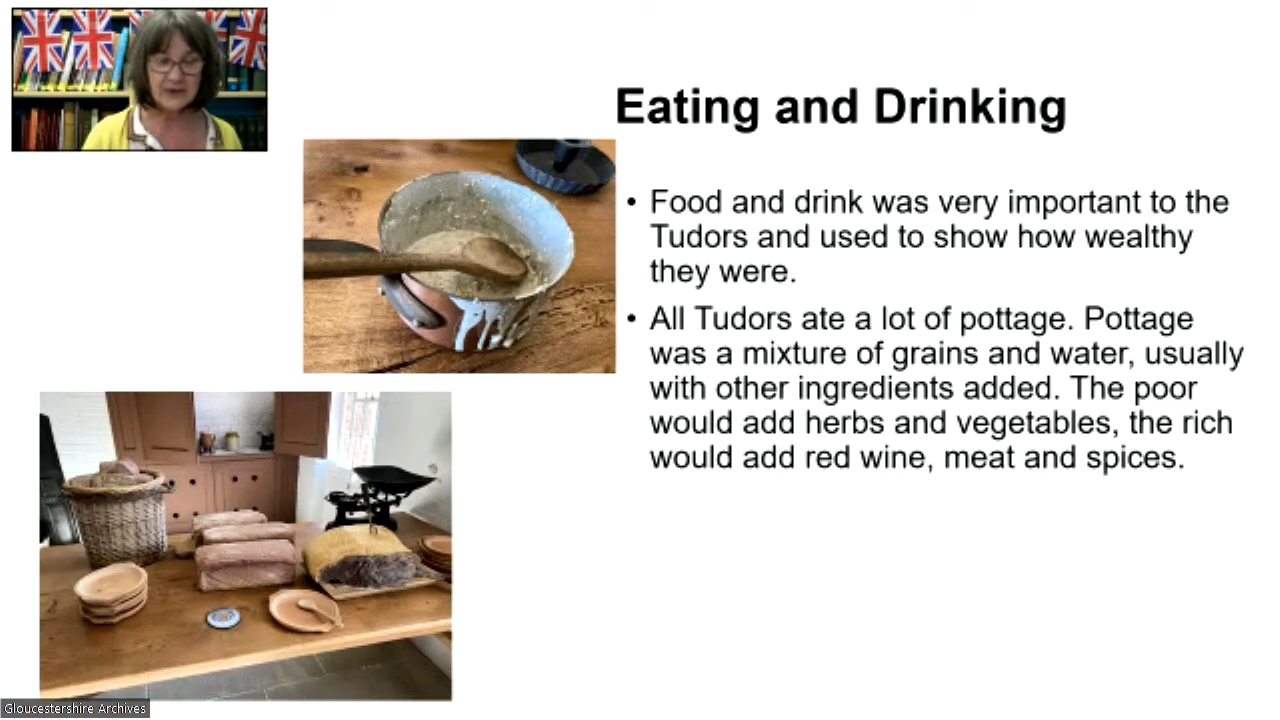 Eating and Drinking
• Food and drink was very important to the
Tudors and used to show how wealthy
they were.
• All Tudors ate a lot of pottage. Pottage
was a mixture of grains and water, usually
with other ingredients added. The poor
would add herbs and vegetables, the rich
would add red wine, meat and spices.
Gloucestershire Archives